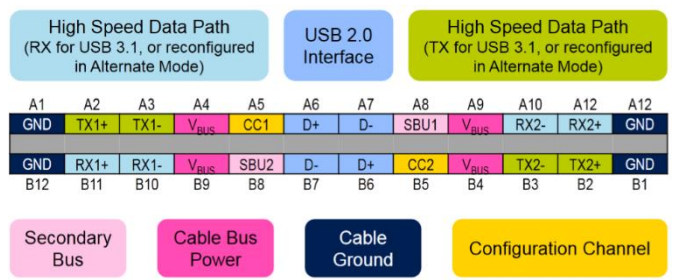 High Speed Data Path
(RX for USB 3.1, or reconfigured
in Alternate Mode)
USB 2.0
Interface
High Speed Data Path
(TX for USB 3.1, or reconfigured
in Alternate Mode)
A1 A2 A3 A4 A5 A6 A7 A8 A9 A10 A12 A12
GND TX1+ TX1- VBUS CC1 D+ D- SBU1 VBUS RX2- RX2+ GND
GND RX1+ RX1- VBUS SBU2 D- D+ CC2 VBUS TX2- TX2+ GND
B12 B11 B10 B9 B8 B7 B6 B5 B4 B3 B2 B1
Secondary
Bus
Cable Bus
Power
Cable
Ground
Configuration Channel